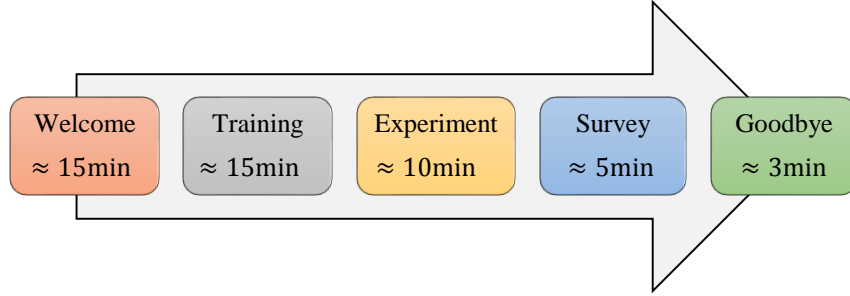 Welcome
≈ 15min
Training
≈ 15min
Experiment
≈ 10min
Survey
≈ 5min
Goodbye
≈ 3min